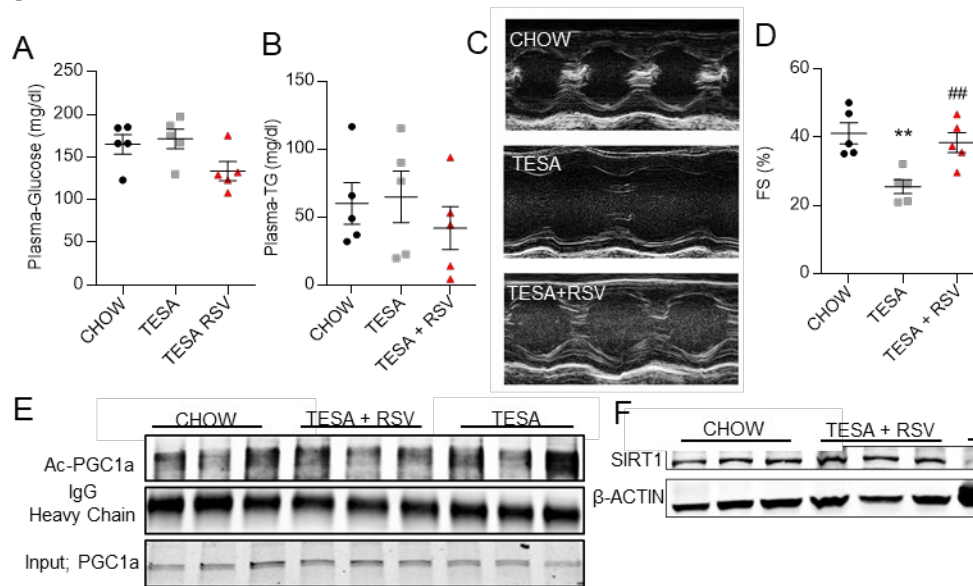 A
Plasma-Glucose (mg/dl)
250
200
150
100
50
0
CHOW
TESA
TESA RSV
B
Plasma-TG (mg/dl)
150
100
50
0
CHOW
TESA
TESA + RSV
C
CHOW
TESA
TESA+RSV
D
FS (%)
60
40
20
0
**
##
CHOW
TESA
TESA + RSV
E
CHOW
TESA + RSV
TESA
Ac-PGC1a
IgG
Heavy Chain
Input; PGC1a
F
CHOW
TESA + RSV
SIRT1
β-ACTIN